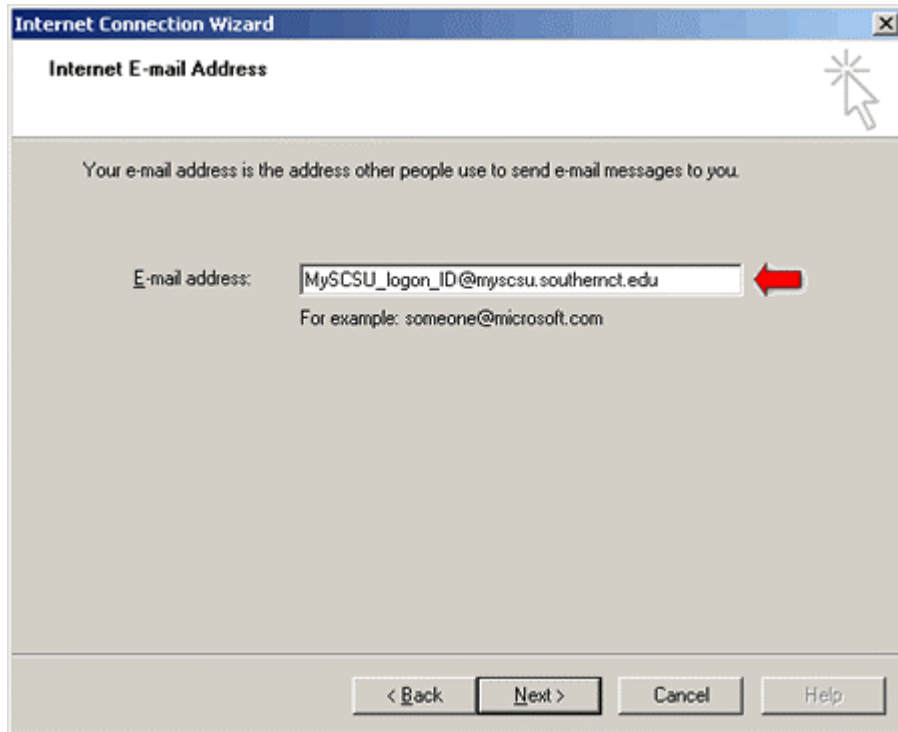 Internet Connection Wizard
Internet E-mail Address
Your e-mail address is the address other people use to send e-mail messages to you.
E-mail address: MySCSU_logon_ID@myscsu.southernct.edu
For example: someone@microsoft.com
< Back Next > Cancel Help